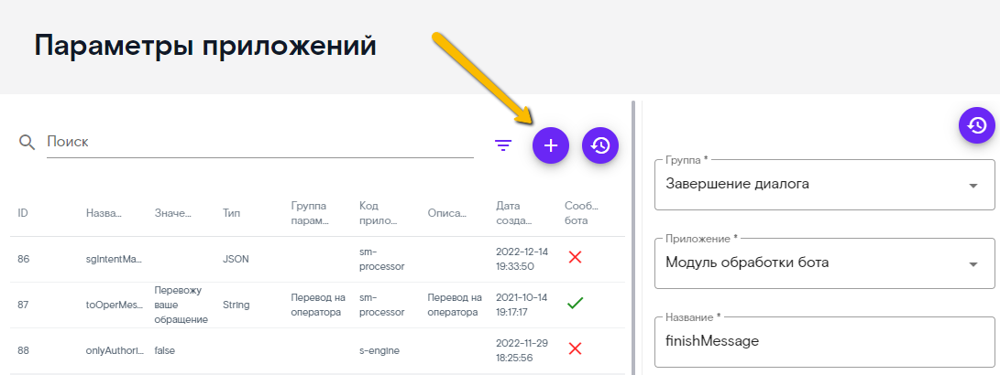 Параметры приложений
Поиск
ID Назва... Значе... Тип Группа парам... Код прило... Описа... Дата созда... Сооб... бота
86 sgIntentMa... JSON sm-processor 2022-12-14 19:33:50
87 toOperMes... Перевожу ваше обращение String Перевод на оператора sm-processor Перевод на оператора 2021-10-14 19:17:17
88 onlyAuthori... false s-engine 2022-11-29 18:25:56
Группа *
Завершение диалога
Приложение *
Модуль обработки бота
Название *
finishMessage